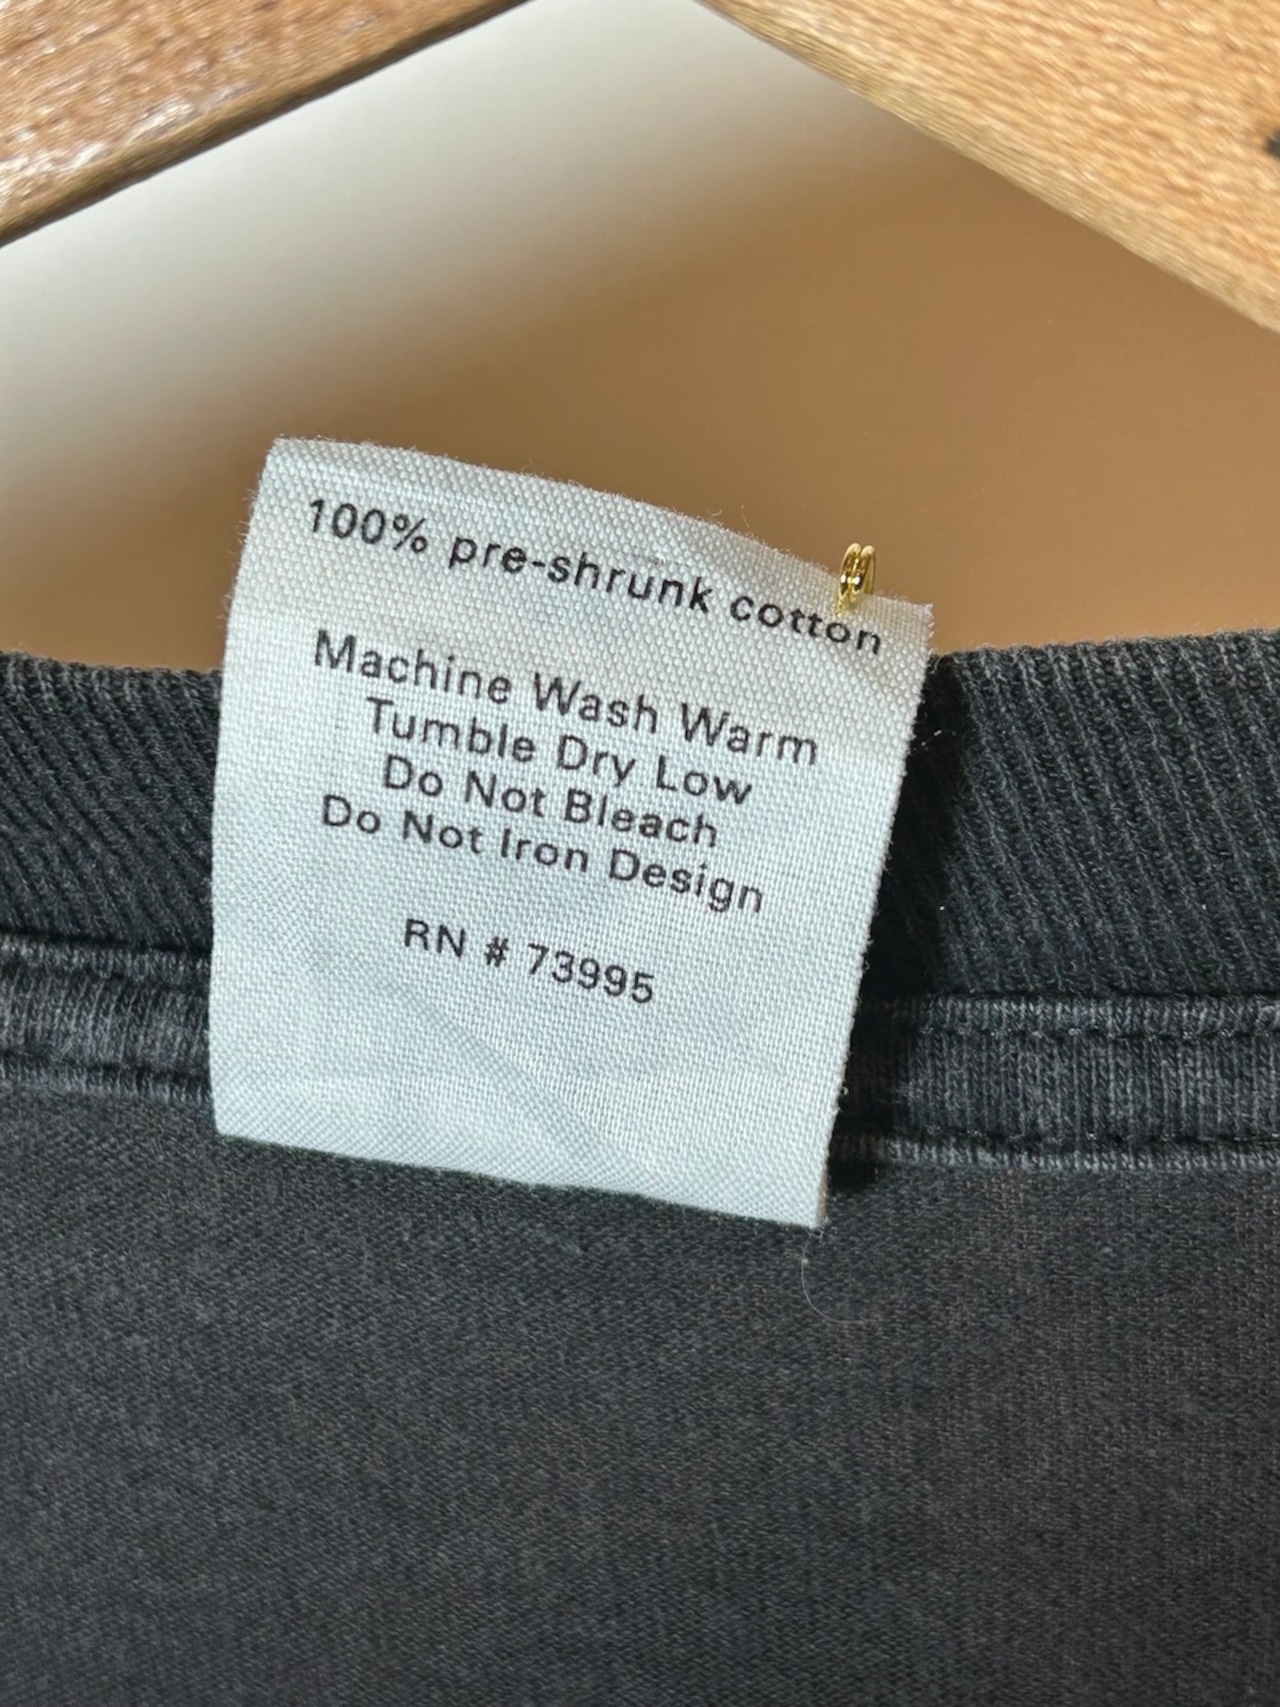 100% pre-shrunk cotton
Machine Wash Warm
Tumble Dry Low
Do Not Bleach
Do Not Iron Design
RN # 73995